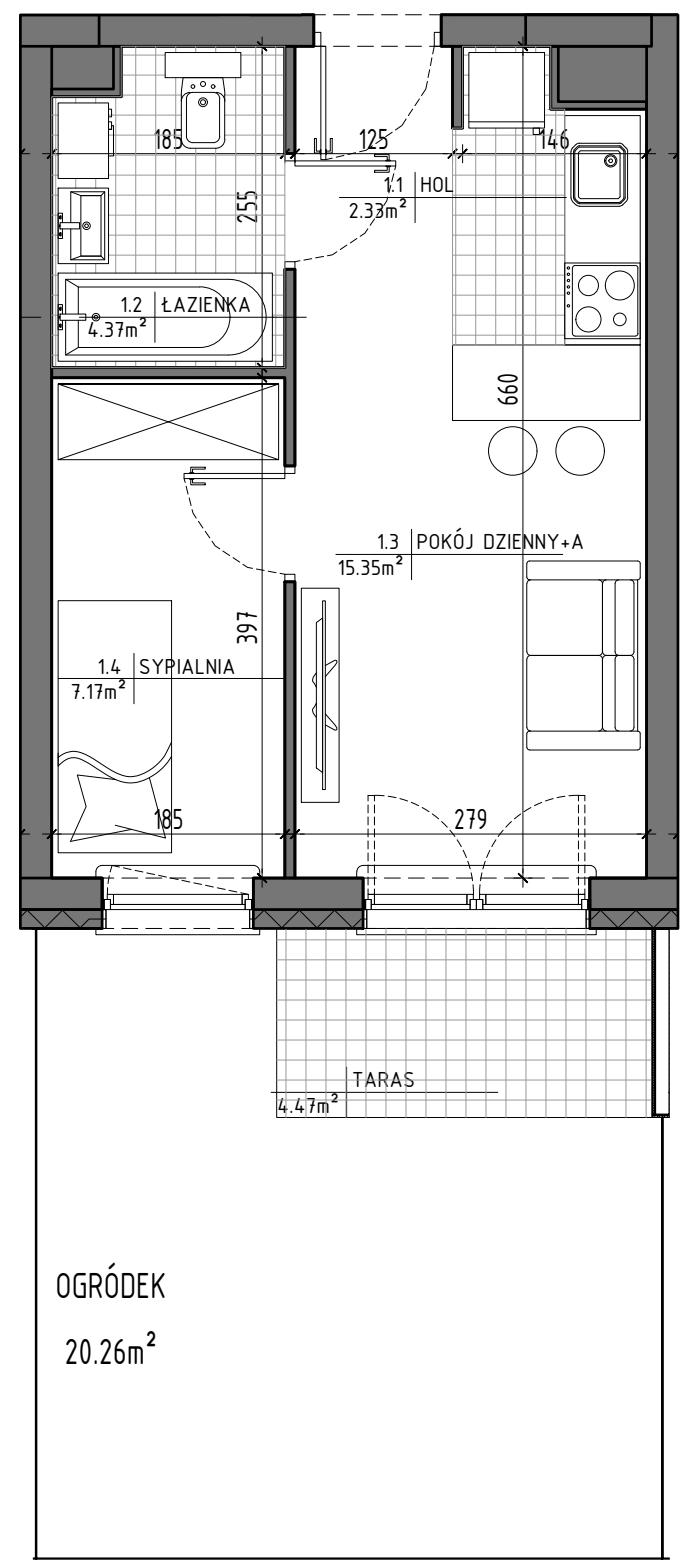 185
125
146
1.1 HOL
2.33m²
255
1.2 ŁAZIENKA
4.37m²
660
1.3 POKÓJ DZIENNY+A
15.35m²
397
1.4 SYPIALNIA
7.17m²
185
279
TARAS
4.47m²
OGRÓDEK
20.26m²